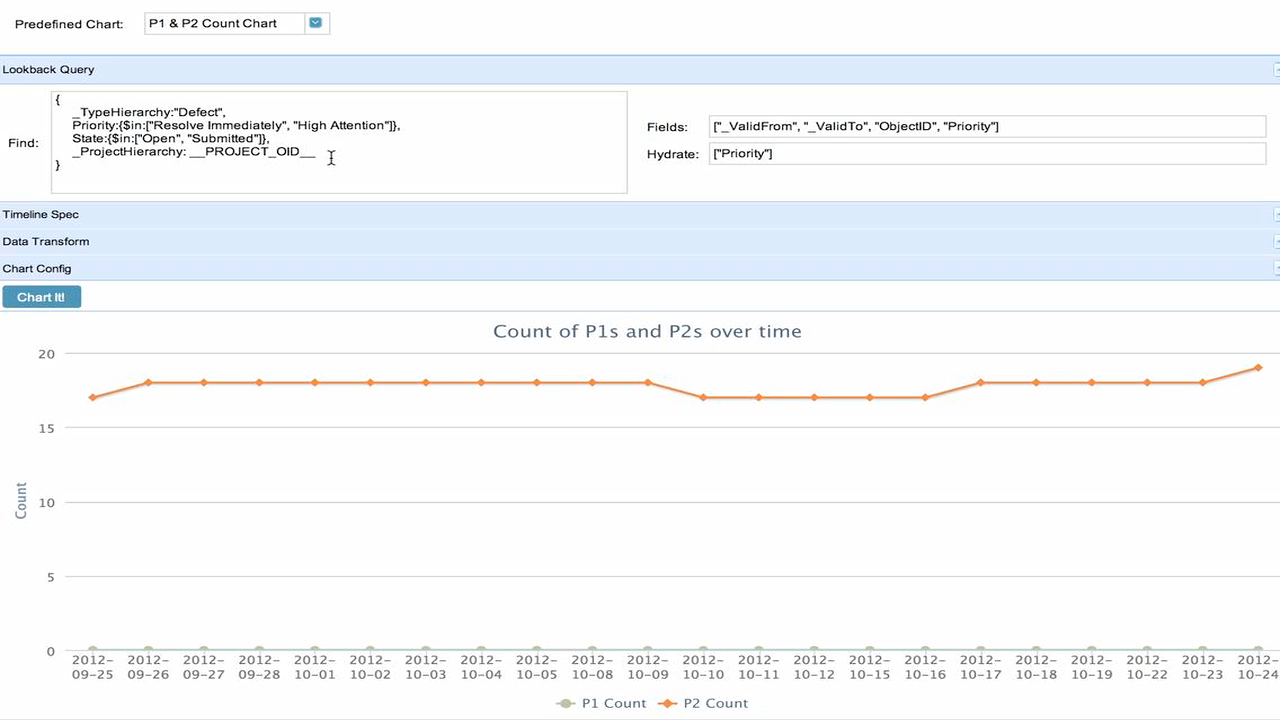 Predefined Chart: P1 & P2 Count Chart
Lookback Query
Find:
{
_TypeHierarchy:"Defect",
Priority:{$in:["Resolve Immediately", "High Attention"]},
State:{$in:["Open", "Submitted"]},
_ProjectHierarchy: __PROJECT_OID__
}
Fields: ["_ValidFrom", "_ValidTo", "ObjectID", "Priority"]
Hydrate: ["Priority"]
Timeline Spec
Data Transform
Chart Config
Chart It!
Count of P1s and P2s over time
20
15
10
5
0
Count
2012-09-25 2012-09-26 2012-09-27 2012-09-28 2012-10-01 2012-10-02 2012-10-03 2012-10-04 2012-10-05 2012-10-08 2012-10-09 2012-10-10 2012-10-11 2012-10-12 2012-10-15 2012-10-16 2012-10-17 2012-10-18 2012-10-19 2012-10-22 2012-10-23 2012-10-24
P1 Count P2 Count